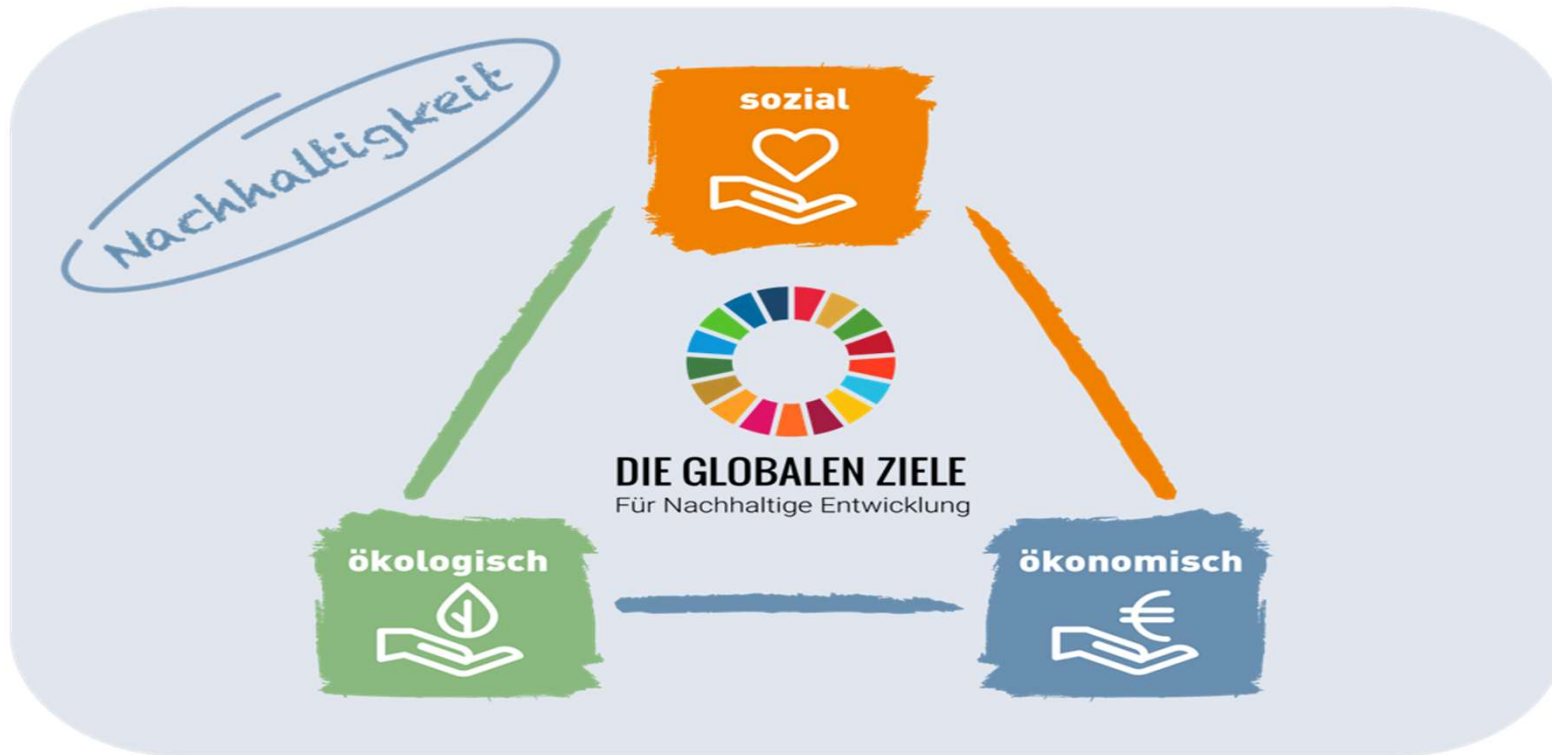 Nachhaltigkeit
sozial
DIE GLOBALEN ZIELE
Für Nachhaltige Entwicklung
ökologisch
ökonomisch
€